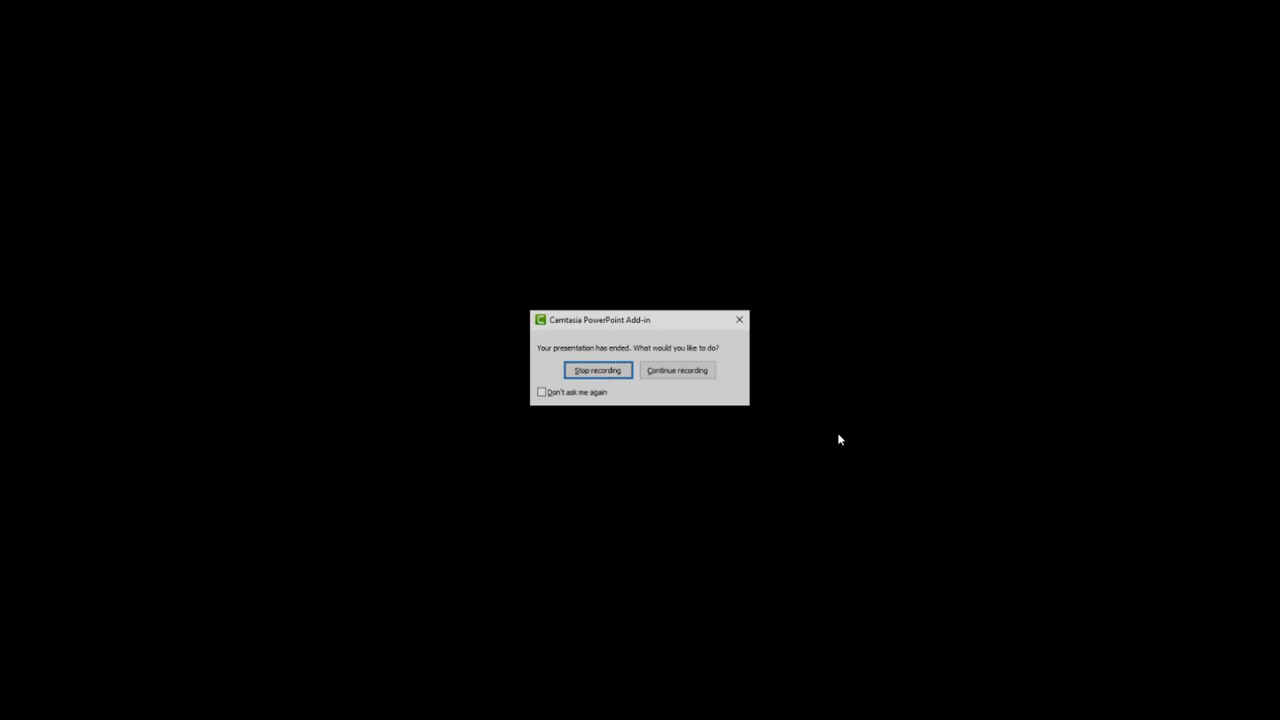 Camtasia PowerPoint Add-in
Your presentation has ended. What would you like to do?
Stop recording
Continue recording
Don't ask me again